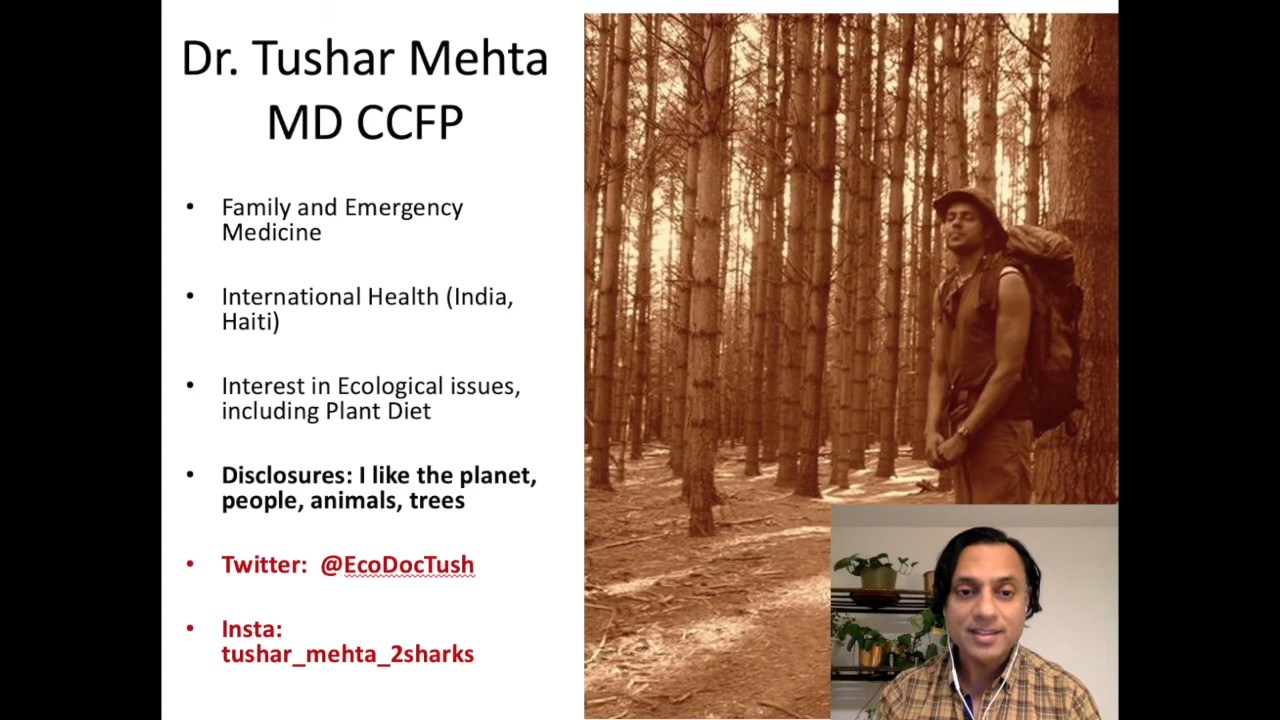 Dr. Tushar Mehta
MD CCFP
• Family and Emergency
Medicine
• International Health (India,
Haiti)
• Interest in Ecological issues,
including Plant Diet
• Disclosures: I like the planet,
people, animals, trees
• Twitter:  @EcoDocTush
• Insta:
tushar_mehta_2sharks